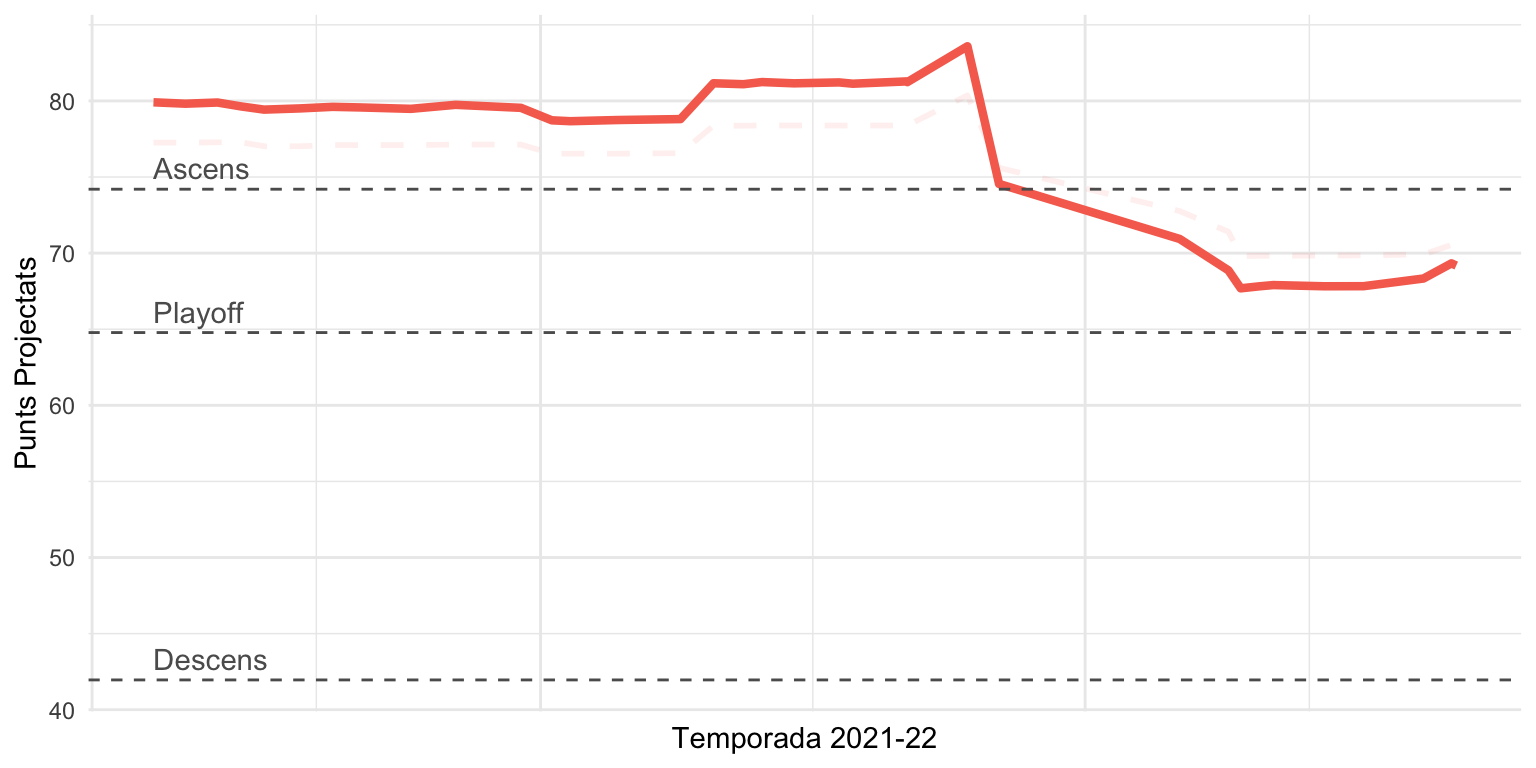 80
Ascens
70
Playoff
60
50
Descens
40
Punts Projectats
Temporada 2021-22